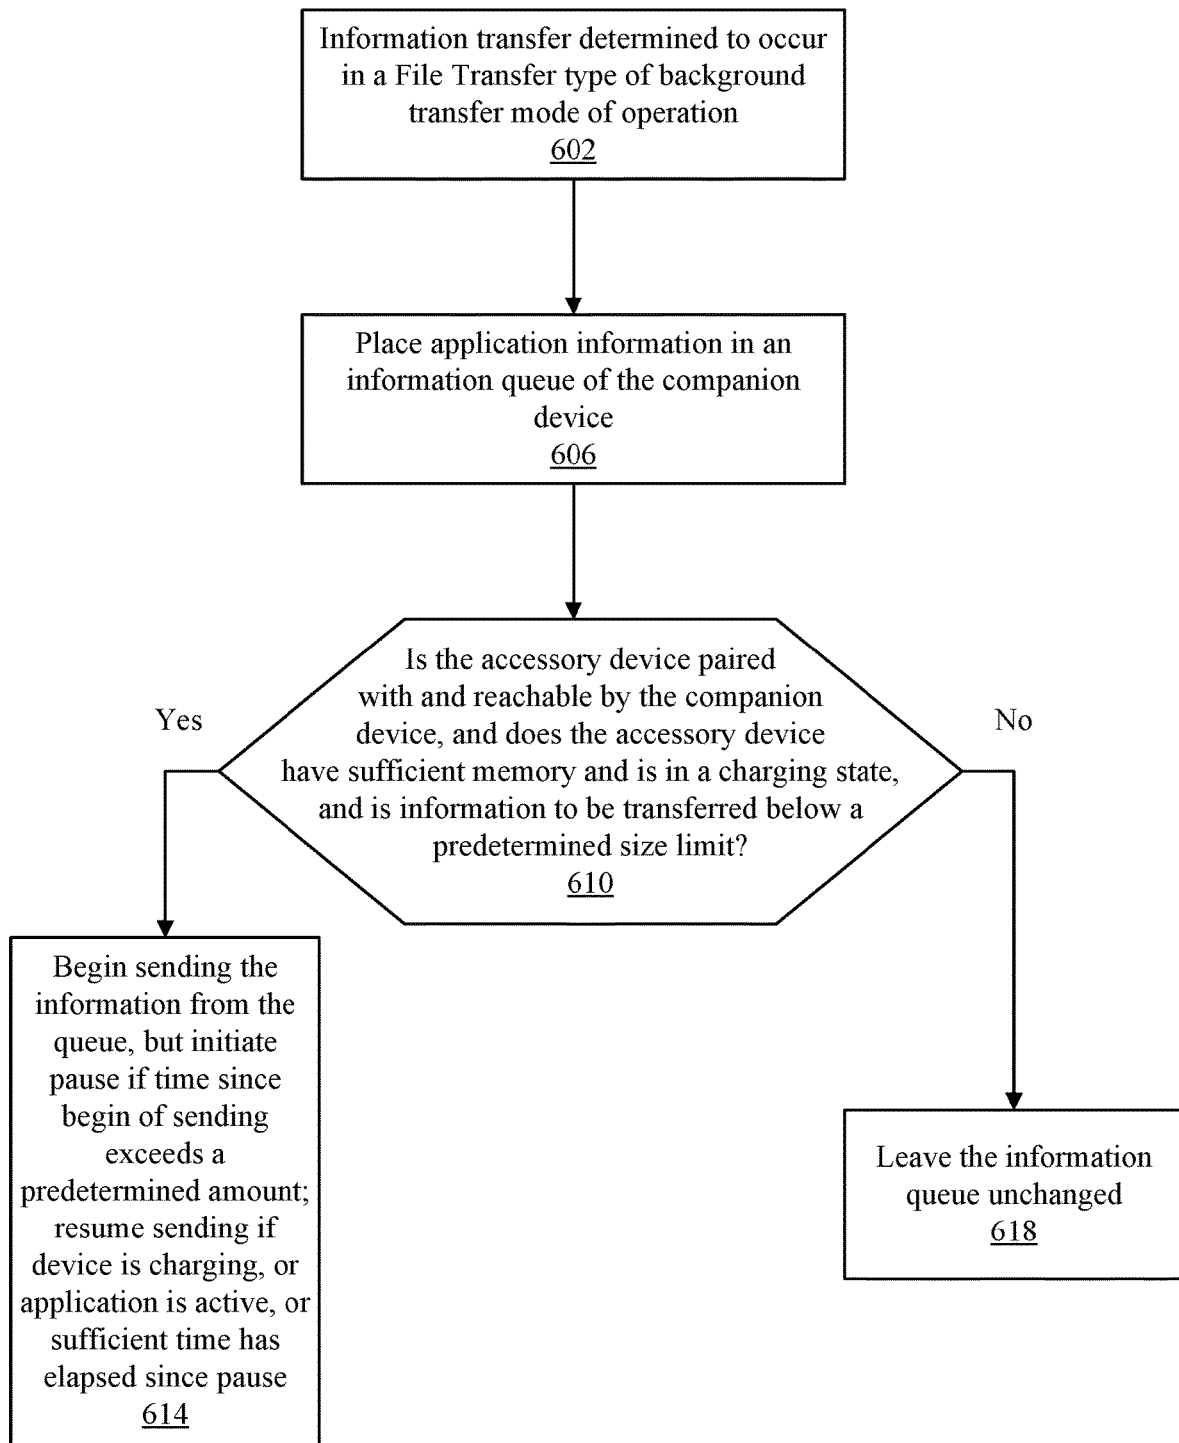 Information transfer determined to occur
in a File Transfer type of background
transfer mode of operation
602
Place application information in an
information queue of the companion
device
606
Is the accessory device paired
with and reachable by the companion
device, and does the accessory device
have sufficient memory and is in a charging state,
and is information to be transferred below a
predetermined size limit?
610
Yes
No
Begin sending the
information from the
queue, but initiate
pause if time since
begin of sending
exceeds a
predetermined amount;
resume sending if
device is charging, or
application is active, or
sufficient time has
elapsed since pause
614
Leave the information
queue unchanged
618